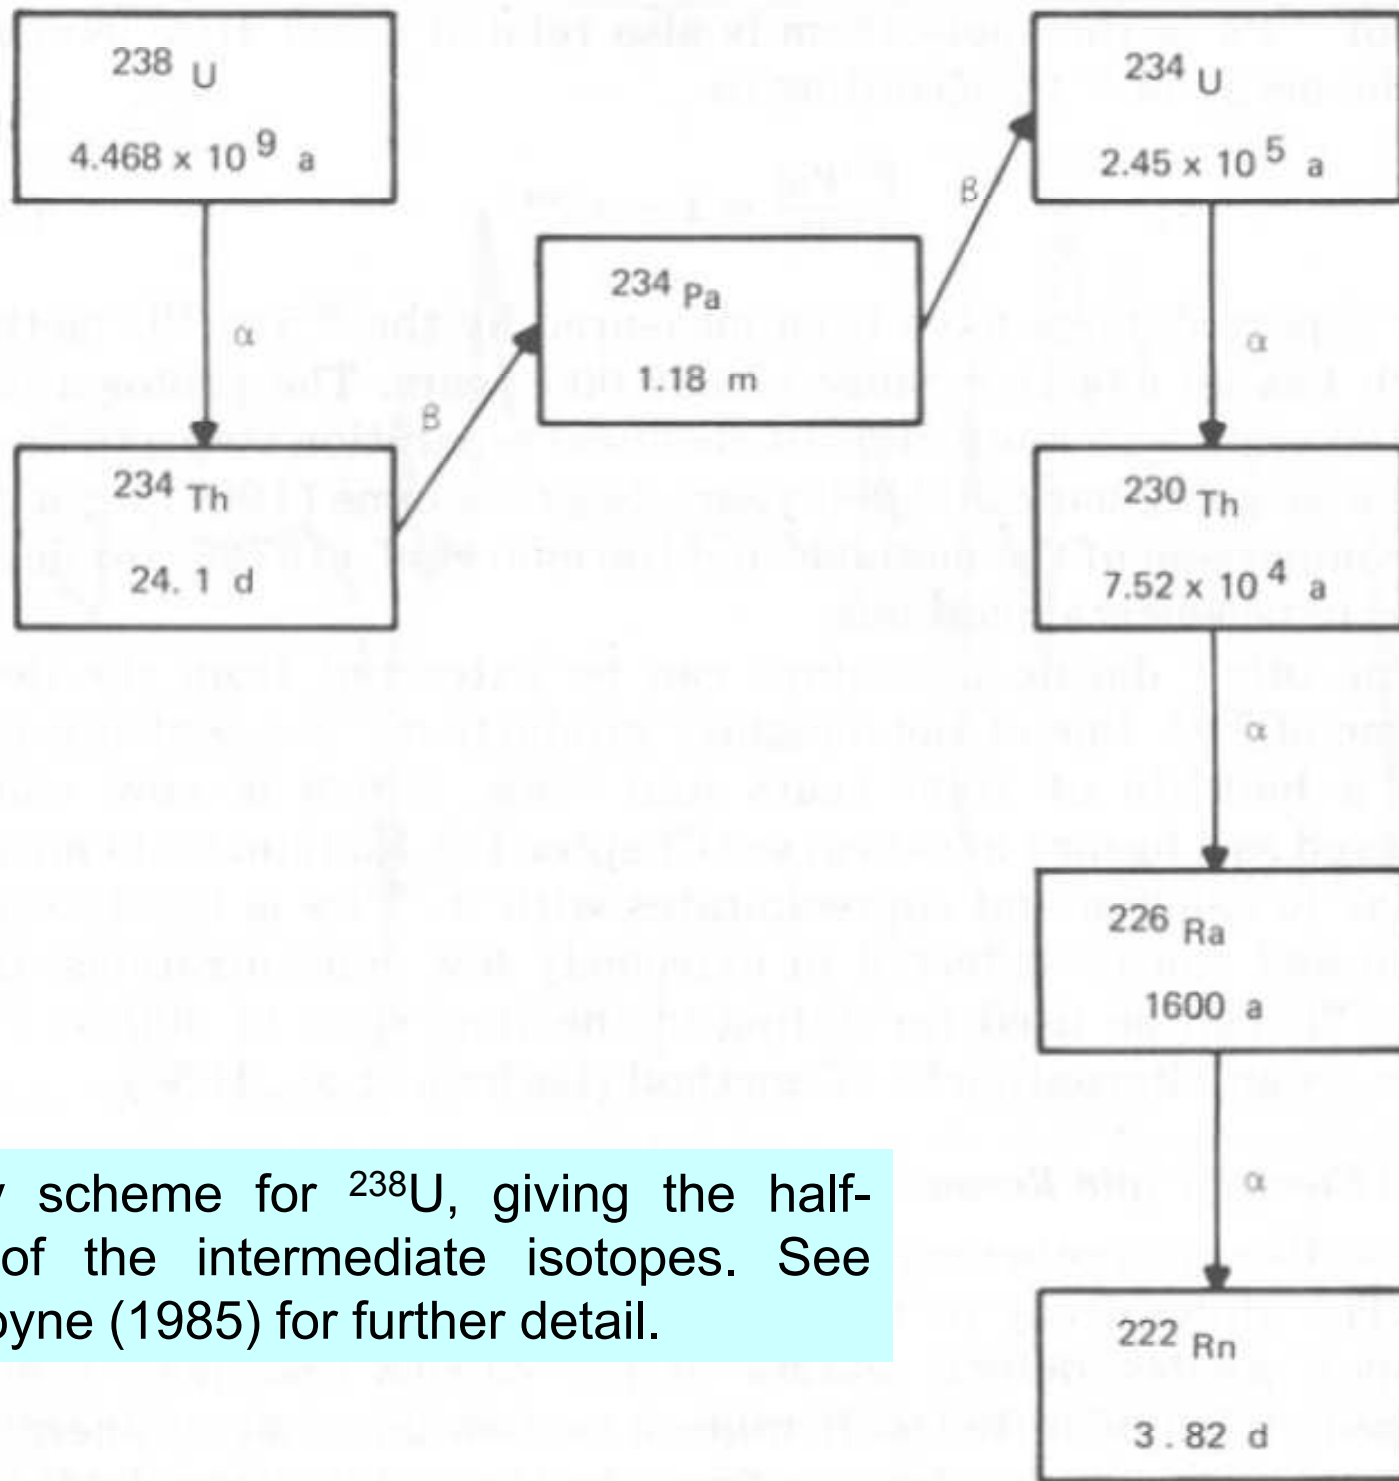 238 U
4.468 x 10 9 a
α
234 Th
24. 1 d
β
234 Pa
1.18 m
β
234 U
2.45 x 10 5 a
α
230 Th
7.52 x 10 4 a
α
226 Ra
1600 a
α
222 Rn
3.82 d
scheme for 238U, giving the half-
of the intermediate isotopes. See
oyne (1985) for further detail.